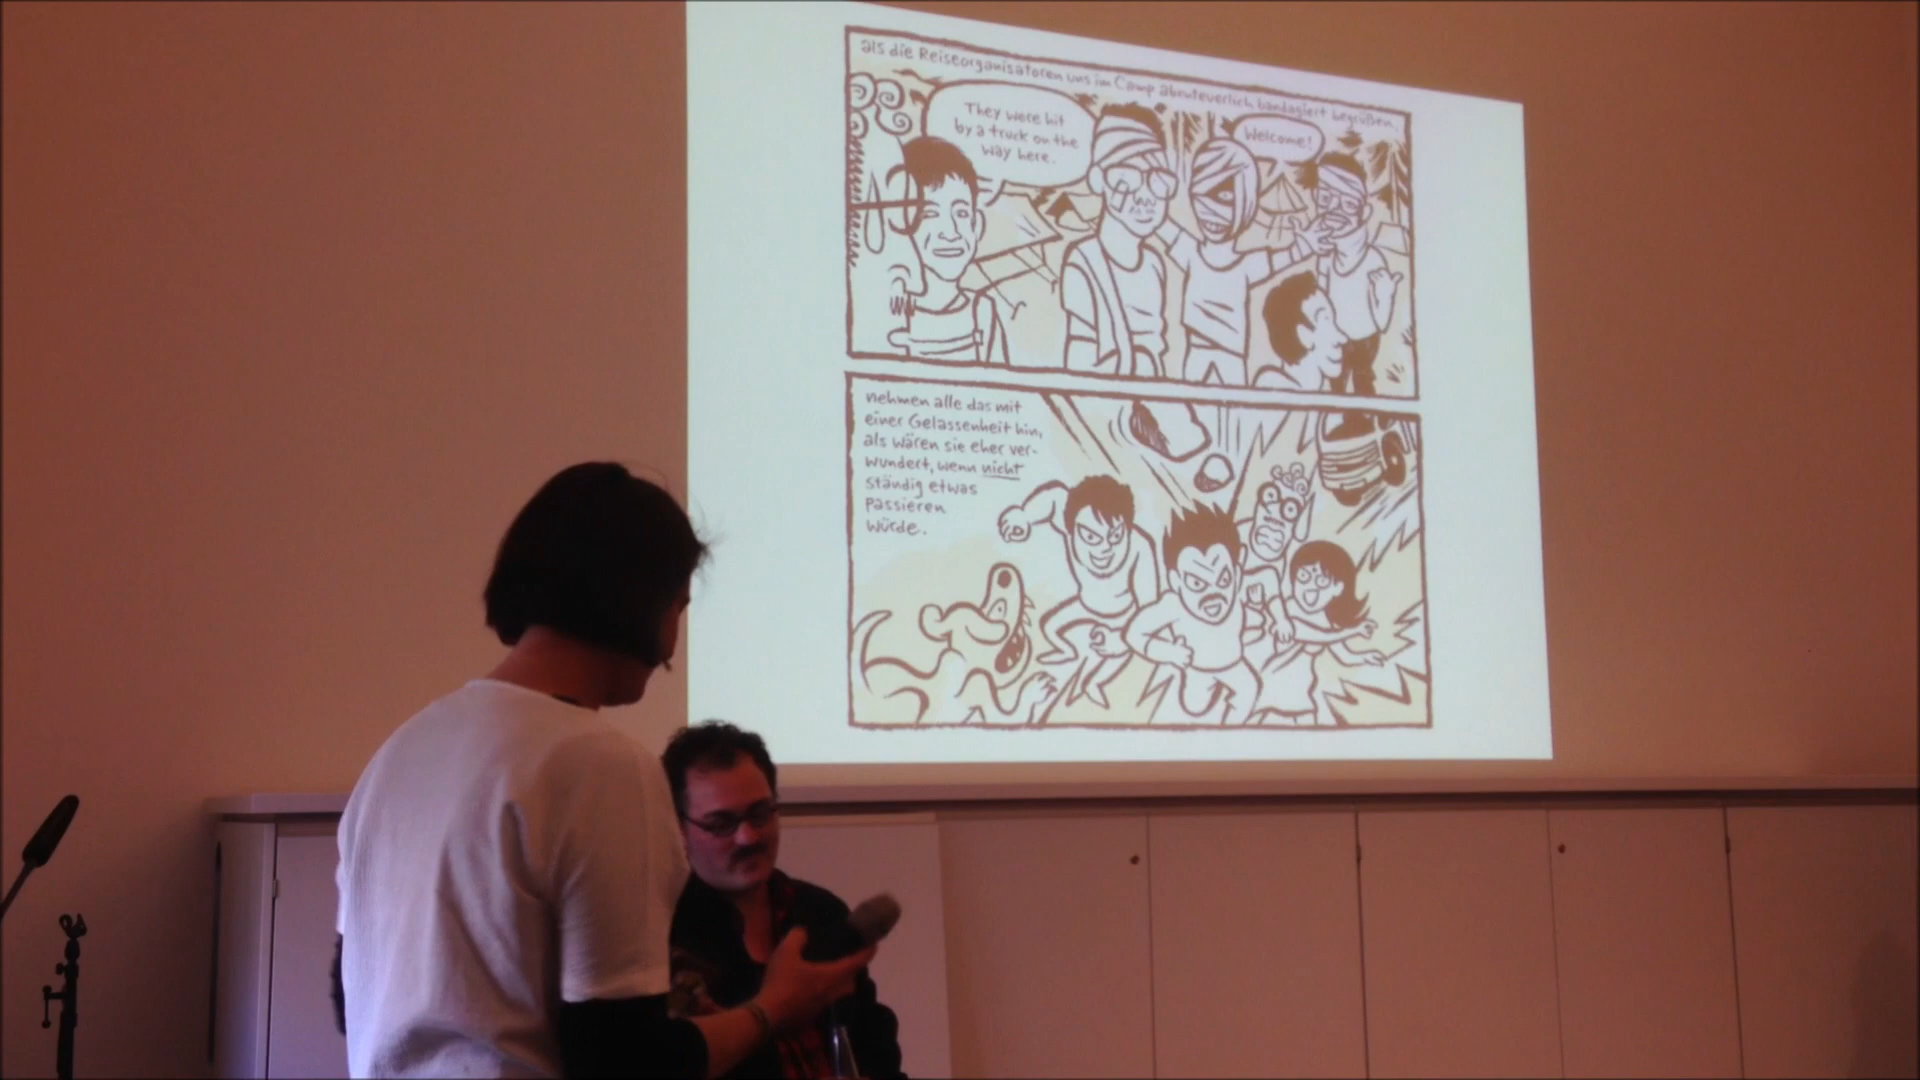 als die Reiseorganisatoren uns im Camp abenteuerlich bandagiert begrüßen,
They were hit
by a truck on the
way here.
Welcome!
nehmen alle das mit
einer Gelassenheit hin,
als wären sie eher ver-
wundert, wenn nicht
ständig etwas
passieren
würde.